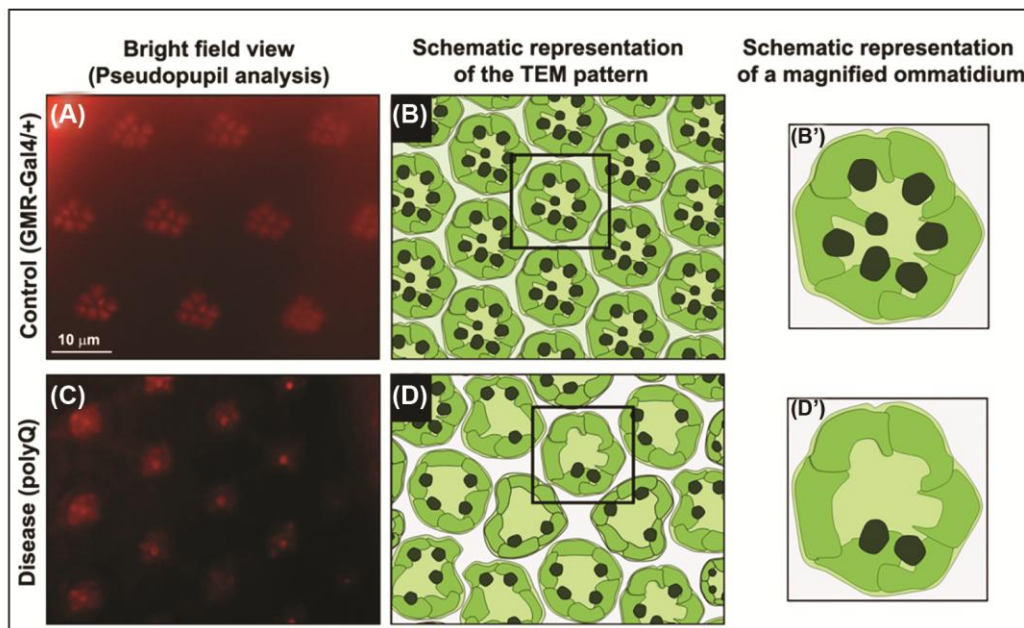 Bright field view
(Pseudopupil analysis)
Schematic representation
of the TEM pattern
Schematic representation
of a magnified ommatidium
Control (GMR-Gal4/+)
(A)
10 μm
(B)
(B’)
Disease (polyQ)
(C)
(D)
(D’)